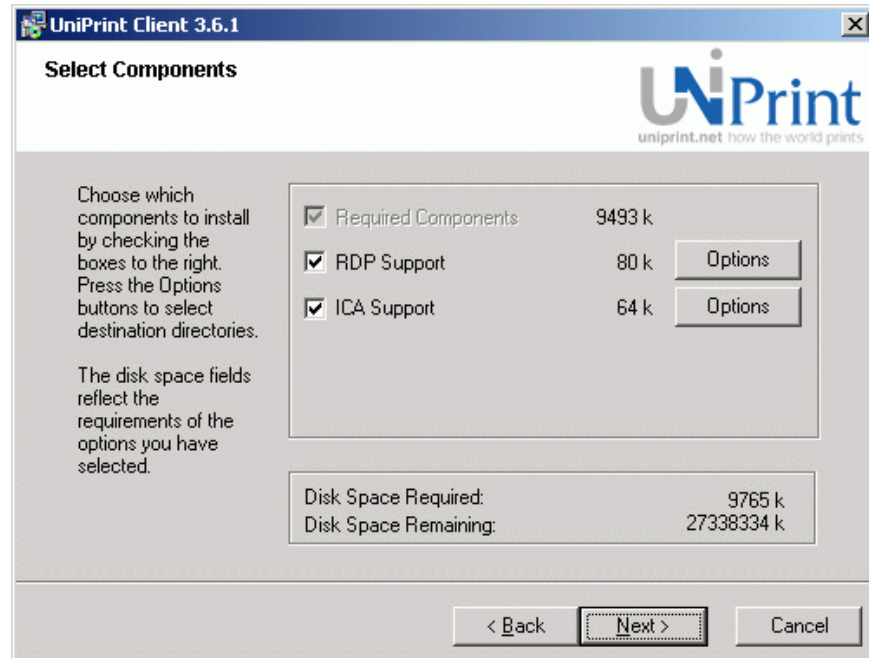 UniPrint Client 3.6.1
Select Components
UNiPrint
uniprint.net how the world prints
Choose which
components to install
by checking the
boxes to the right.
Press the Options
buttons to select
destination directories.
The disk space fields
reflect the
requirements of the
options you have
selected.
Required Components 9493 k
RDP Support 80 k Options
ICA Support 64 k Options
Disk Space Required: 9765 k
Disk Space Remaining: 27338334 k
< Back Next > Cancel